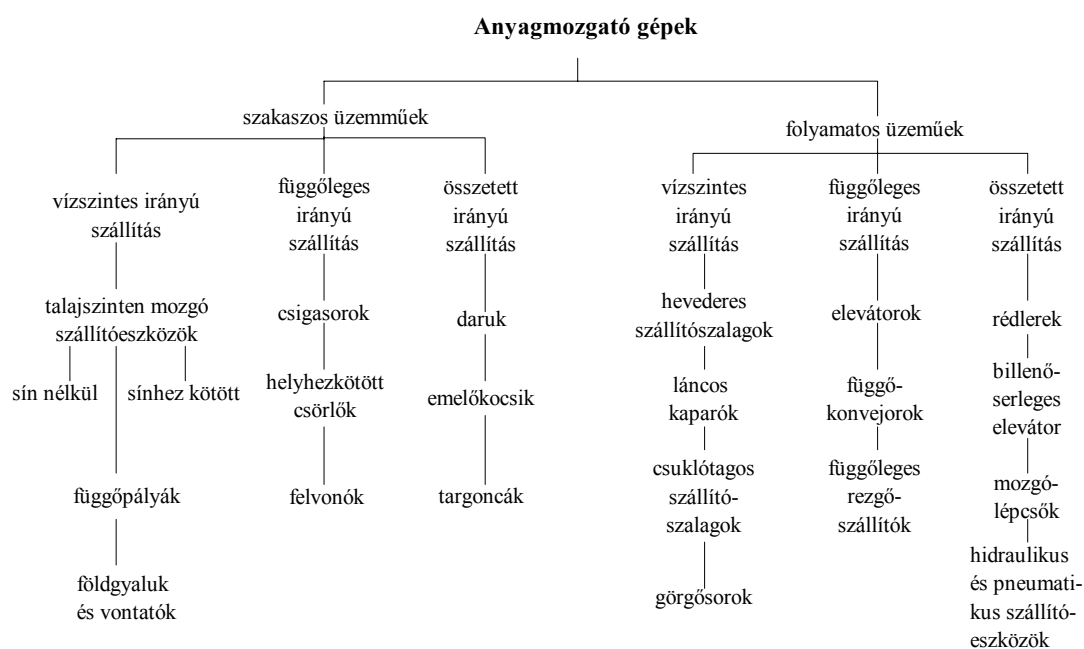 Anyagmozgató gépek
szakaszos üzemműek
folyamatos üzeműek
vízszintes irányú
szállítás
függőleges
irányú
szállítás
összetett
irányú
szállítás
vízszintes
irányú
szállítás
függőleges
irányú
szállítás
összetett
irányú
szállítás
talajszinten mozgó
szállítóeszközök
sín nélkül
sínhez kötött
függőpályák
földgyaluk
és vontatók
csigasorok
helyhezkötött
csörlők
felvonók
daruk
emelőkocsik
targoncák
hevederes
szállítószalagok
láncos
kaparók
csuklótagos
szállító-
szalagok
görgősorok
elevátorok
függő-
konvejorok
függőleges
rezgő-
szállítók
rédlerek
billenő-
serleges
elevátor
mozgó-
lépcsők
hidraulikus
és pneumati-
kus szállító-
eszközök